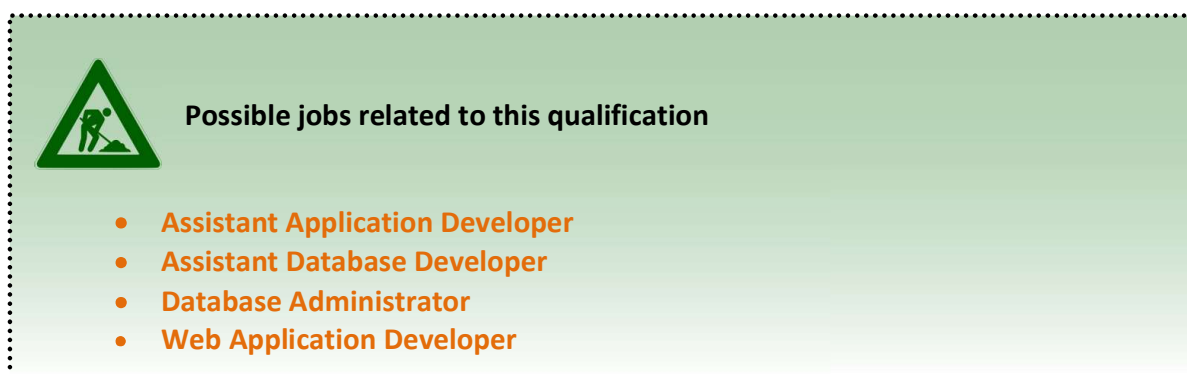 Possible jobs related to this qualification
• Assistant Application Developer
• Assistant Database Developer
• Database Administrator
• Web Application Developer